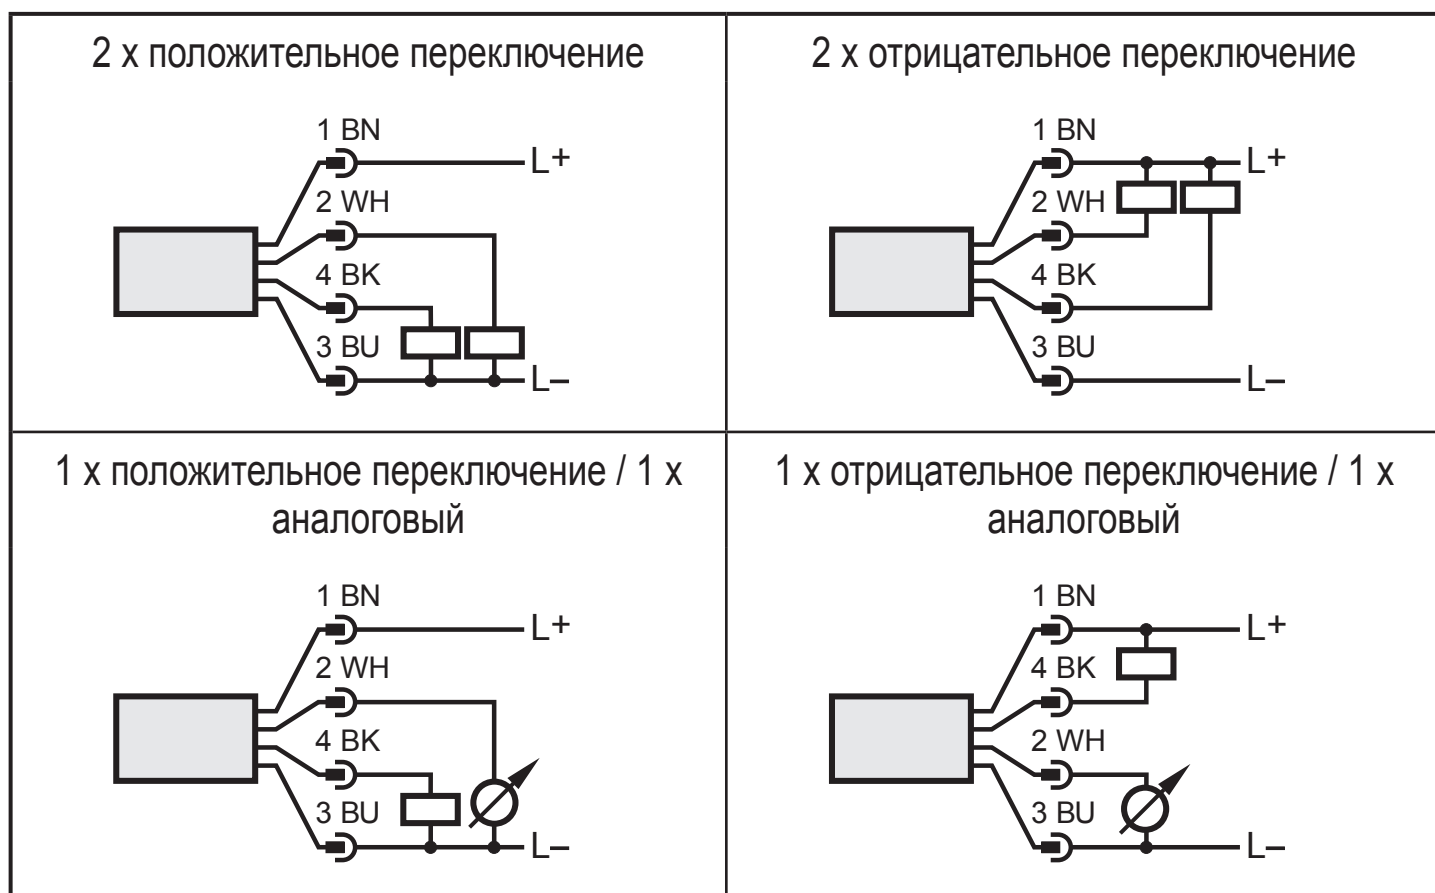 2 x положительное переключение
1 BN
L+
2 WH
4 BK
3 BU
L–
2 x отрицательное переключение
1 BN
L+
2 WH
4 BK
3 BU
L–
1 x положительное переключение / 1 x
аналоговый
1 BN
L+
2 WH
4 BK
3 BU
L–
1 x отрицательное переключение / 1 x
аналоговый
1 BN
L+
4 BK
2 WH
3 BU
L–